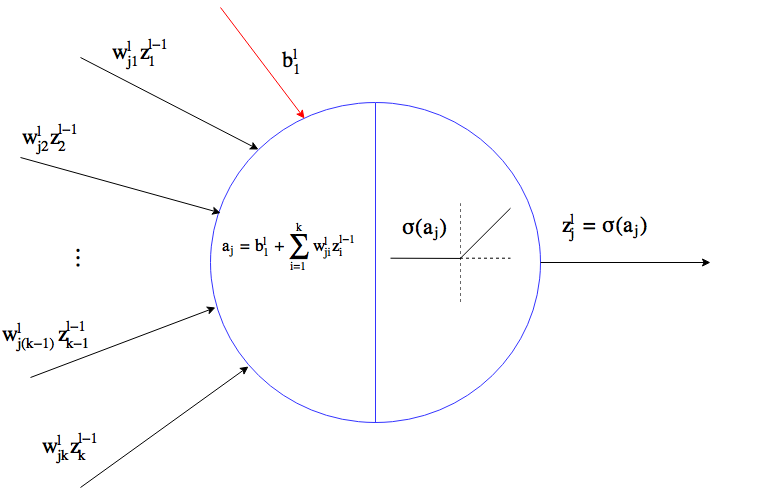 w^l_{j1} z^{l-1}_1
b^l_1
w^l_{j2} z^{l-1}_2
⋮
w^l_{j(k-1)} z^{l-1}_{k-1}
w^l_{jk} z^{l-1}_k
a_j = b^l_1 + ∑_{i=1}^{k} w^l_{ji} z^{l-1}_i
σ(a_j)
z^l_j = σ(a_j)